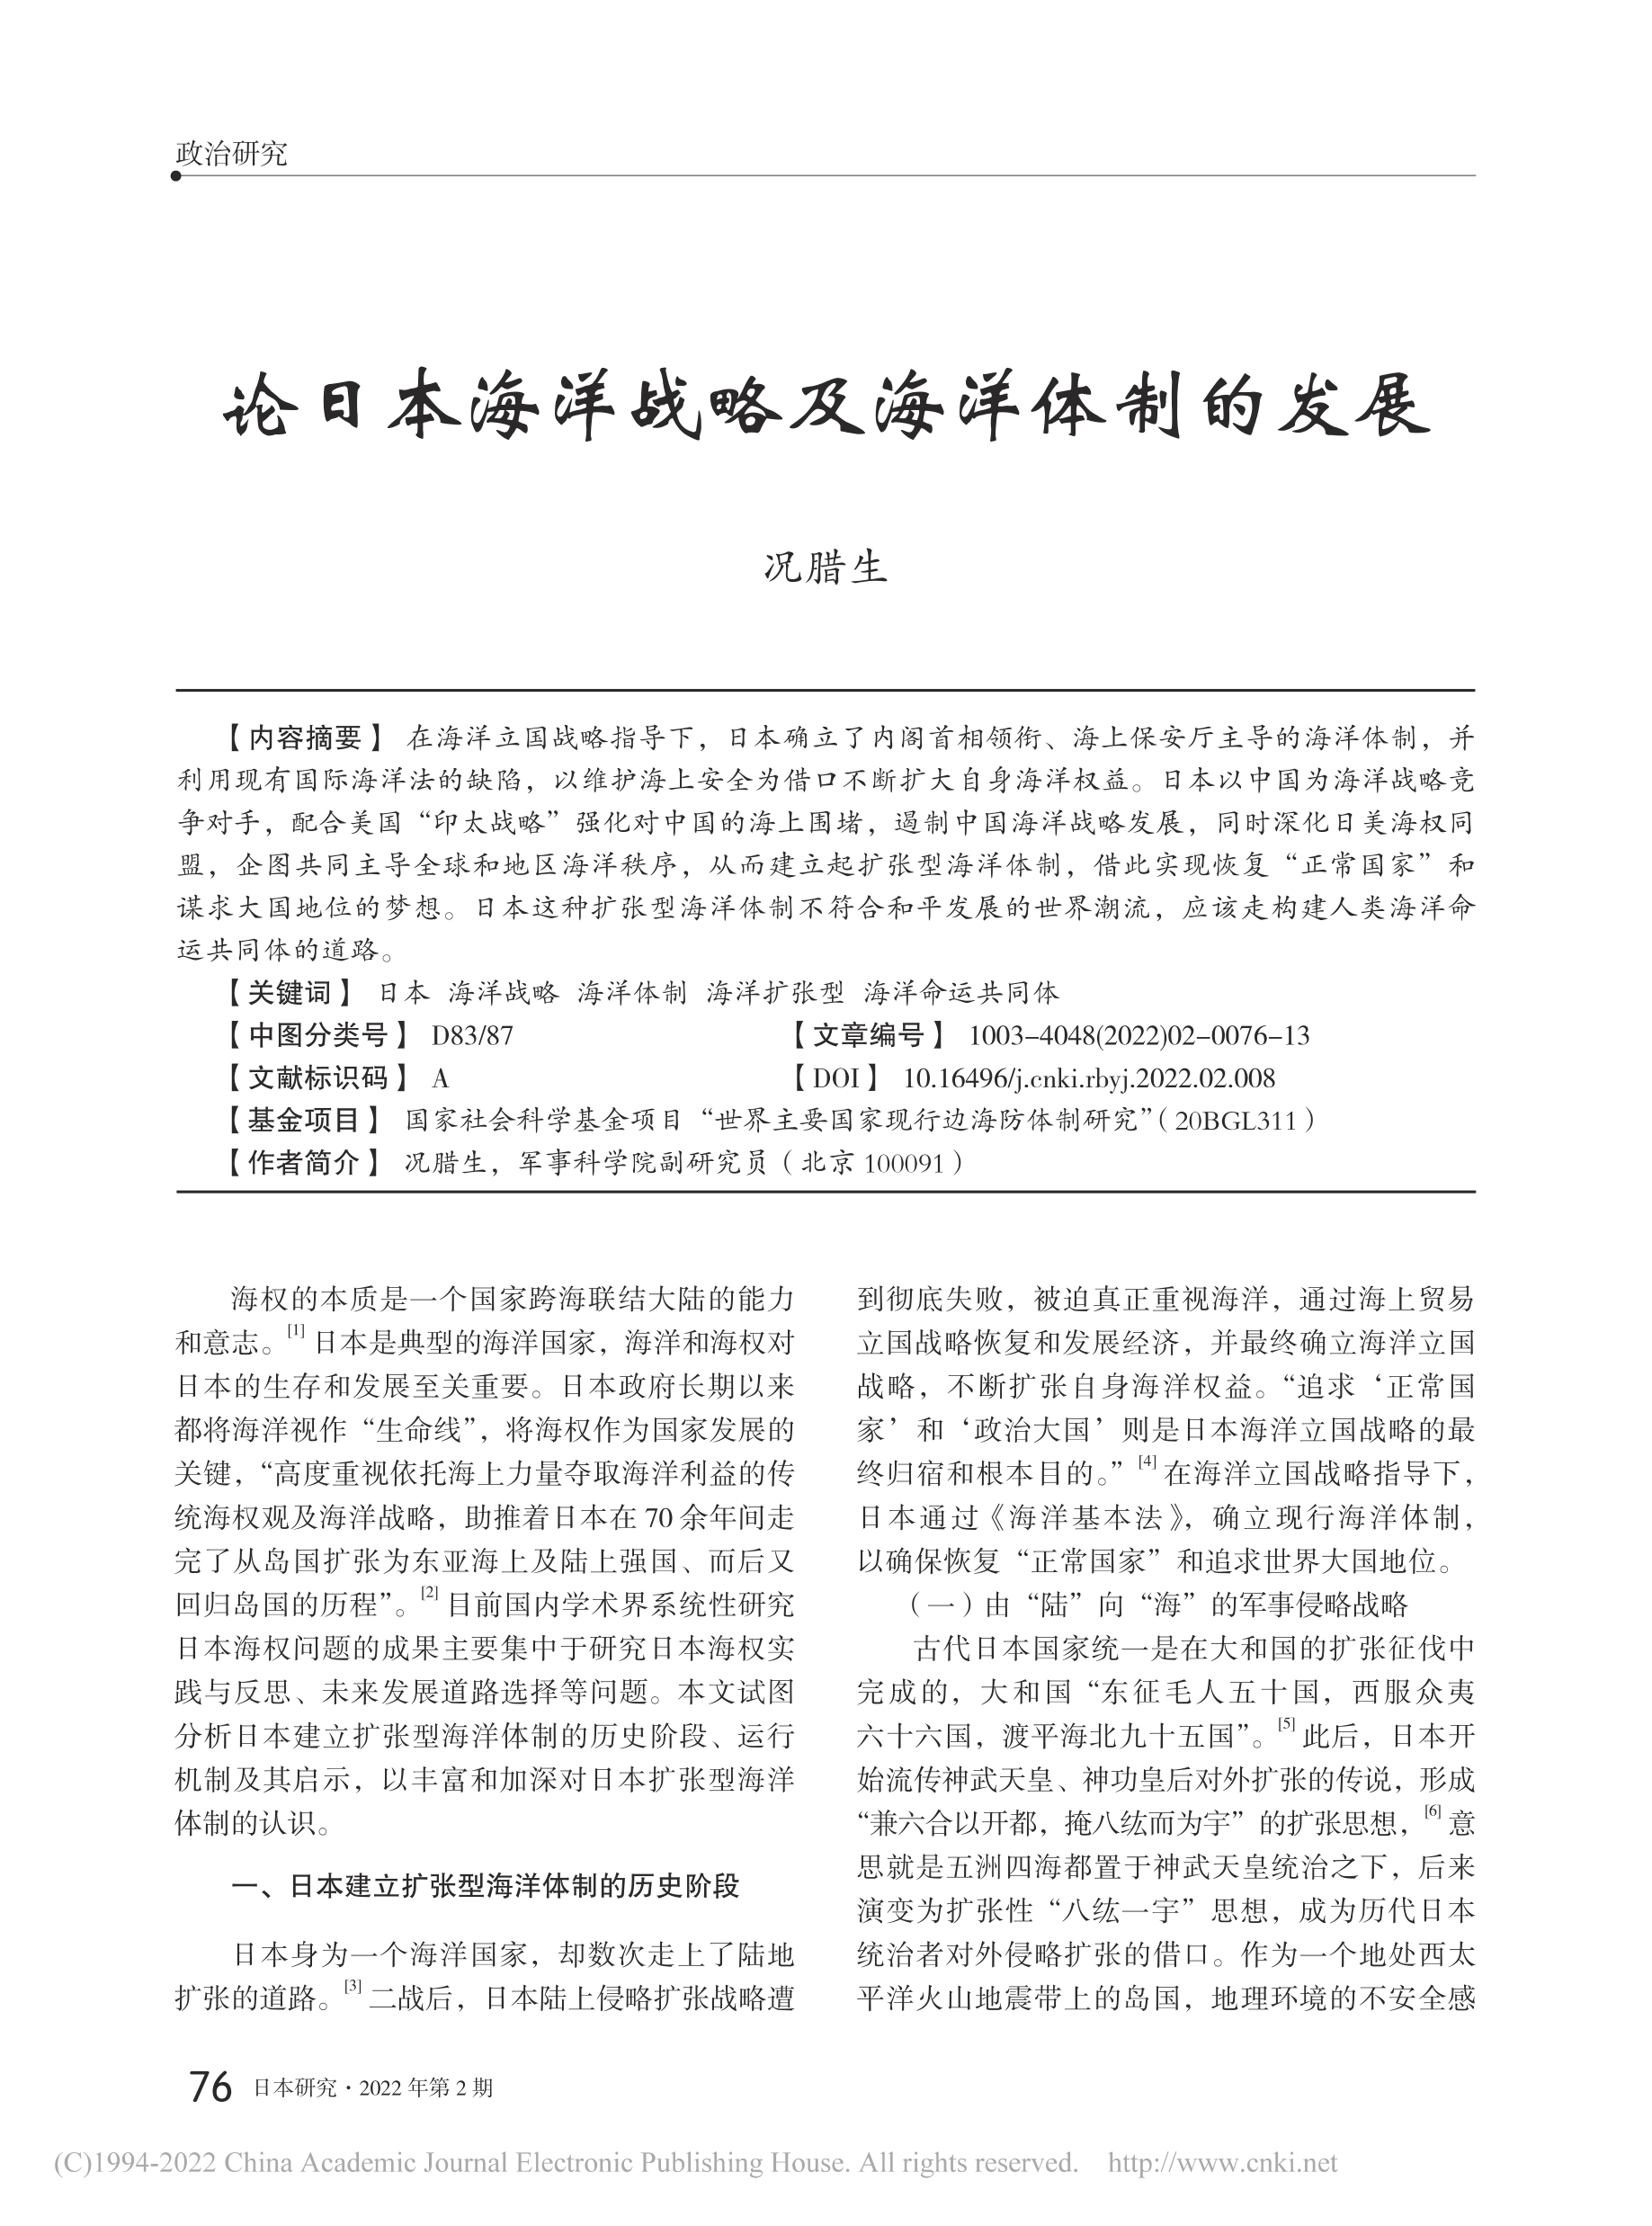 政治研究
论日本海洋战略及海洋体制的发展
况腊生
【内容摘要】 在海洋立国战略指导下，日本确立了内阁首相领衔、海上保安厅主导的海洋体制，并
利用现有国际海洋法的缺陷，以维护海上安全为借口不断扩大自身海洋权益。日本以中国为海洋战略竞
争对手，配合美国“印太战略”强化对中国的海上围堵，遏制中国海洋战略发展，同时深化日美海权同
盟，企图共同主导全球和地区海洋秩序，从而建立起扩张型海洋体制，借此实现恢复“正常国家”和
谋求大国地位的梦想。日本这种扩张型海洋体制不符合和平发展的世界潮流，应该走构建人类海洋命
运共同体的道路。
【关键词】 日本 海洋战略 海洋体制 海洋扩张型 海洋命运共同体
【中图分类号】 D83/87 【文章编号】 1003-4048(2022)02-0076-13
【文献标识码】 A 【DOI】 10.16496/j.cnki.rbyj.2022.02.008
【基金项目】 国家社会科学基金项目“世界主要国家现行边海防体制研究”（20BGL311）
【作者简介】 况腊生，军事科学院副研究员（北京 100091）
海权的本质是一个国家跨海联结大陆的能力
和意志。[1] 日本是典型的海洋国家，海洋和海权对
日本的生存和发展至关重要。日本政府长期以来
都将海洋视作“生命线”，将海权作为国家发展的
关键，“高度重视依托海上力量夺取海洋利益的传
统海权观及海洋战略，助推着日本在 70 余年间走
完了从岛国扩张为东亚海上及陆上强国、而后又
回归岛国的历程”。[2] 目前国内学术界系统性研究
日本海权问题的成果主要集中于研究日本海权实
践与反思、未来发展道路选择等问题。本文试图
分析日本建立扩张型海洋体制的历史阶段、运行
机制及其启示，以丰富和加深对日本扩张型海洋
体制的认识。
一、日本建立扩张型海洋体制的历史阶段
日本身为一个海洋国家，却数次走上了陆地
扩张的道路。[3] 二战后，日本陆上侵略扩张战略遭
到彻底失败，被迫真正重视海洋，通过海上贸易
立国战略恢复和发展经济，并最终确立海洋立国
战略，不断扩张自身海洋权益。“追求‘正常国
家’和‘政治大国’则是日本海洋立国战略的最
终归宿和根本目的。”[4] 在海洋立国战略指导下，
日本通过《海洋基本法》，确立现行海洋体制，
以确保恢复“正常国家”和追求世界大国地位。
（一）由“陆”向“海”的军事侵略战略
古代日本国家统一是在大和国的扩张征伐中
完成的，大和国“东征毛人五十国，西服众夷
六十六国，渡平海北九十五国”。[5] 此后，日本开
始流传神武天皇、神功皇后对外扩张的传说，形成
“兼六合以开都，掩八纮而为宇”的扩张思想，[6] 意
思就是五洲四海都置于神武天皇统治之下，后来
演变为扩张性“八纮一宇”思想，成为历代日本
统治者对外侵略扩张的借口。作为一个地处西太
平洋火山地震带上的岛国，地理环境的不安全感
76 日本研究·2022 年第 2 期
(C)1994-2022 China Academic Journal Electronic Publishing House. All rights reserved. http://www.cnki.net